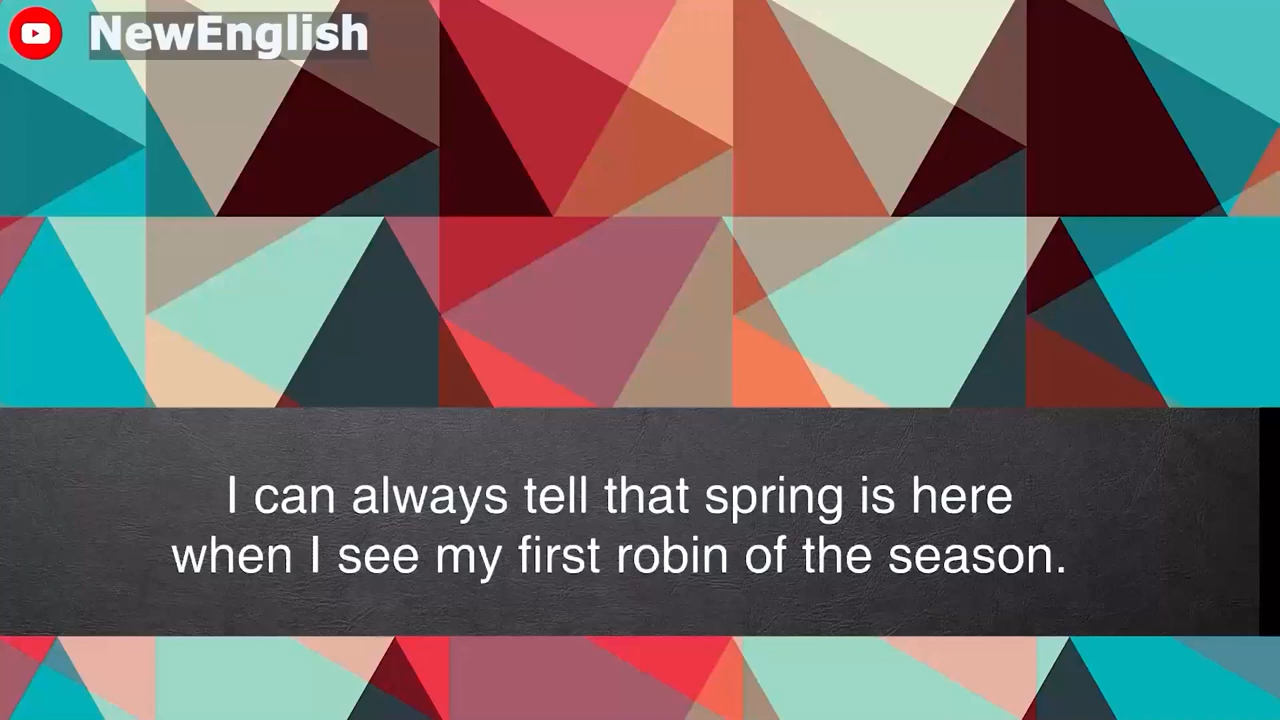 NewEnglish
I can always tell that spring is here
when I see my first robin of the season.